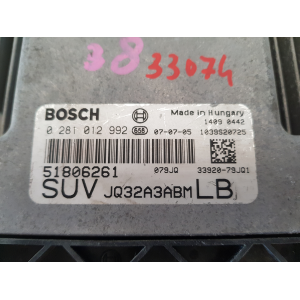 38 33074
BOSCH Made in Hungary
1409 0442
0 281 012 992 658 07-07-05 1039S20725
51806261 079JQ 33920-79JQ1
SUV JQ32A3ABM LB